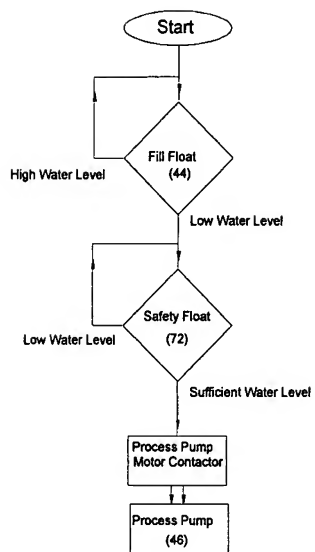 Start
Fill Float
(44)
High Water Level
Low Water Level
Safety Float
(72)
Low Water Level
Sufficient Water Level
Process Pump
Motor Contactor
Process Pump
(46)